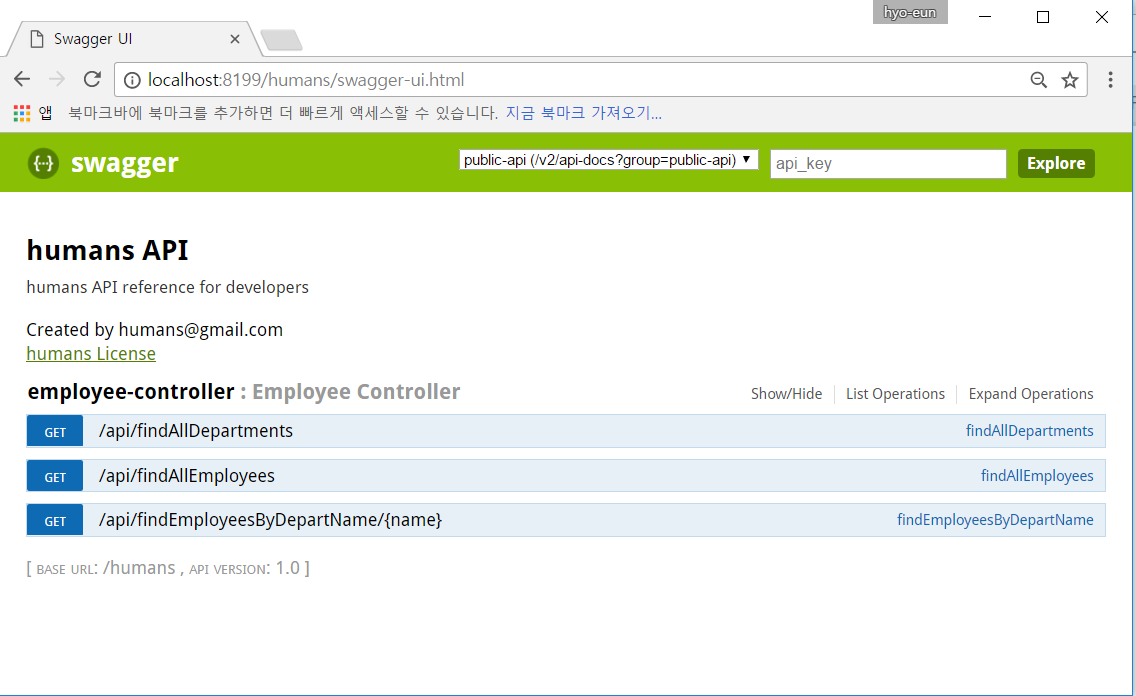 hyo-eun
Swagger UI
localhost:8199/humans/swagger-ui.html
앱 북마크바에 북마크를 추가하면 더 빠르게 액세스할 수 있습니다. 지금 북마크 가져오기...
{···} swagger public-api (/v2/api-docs?group=public-api) api_key Explore
humans API
humans API reference for developers
Created by humans@gmail.com
humans License
employee-controller : Employee Controller Show/Hide List Operations Expand Operations
GET /api/findAllDepartments findAllDepartments
GET /api/findAllEmployees findAllEmployees
GET /api/findEmployeesByDepartName/{name} findEmployeesByDepartName
[ BASE URL: /humans , API VERSION: 1.0 ]